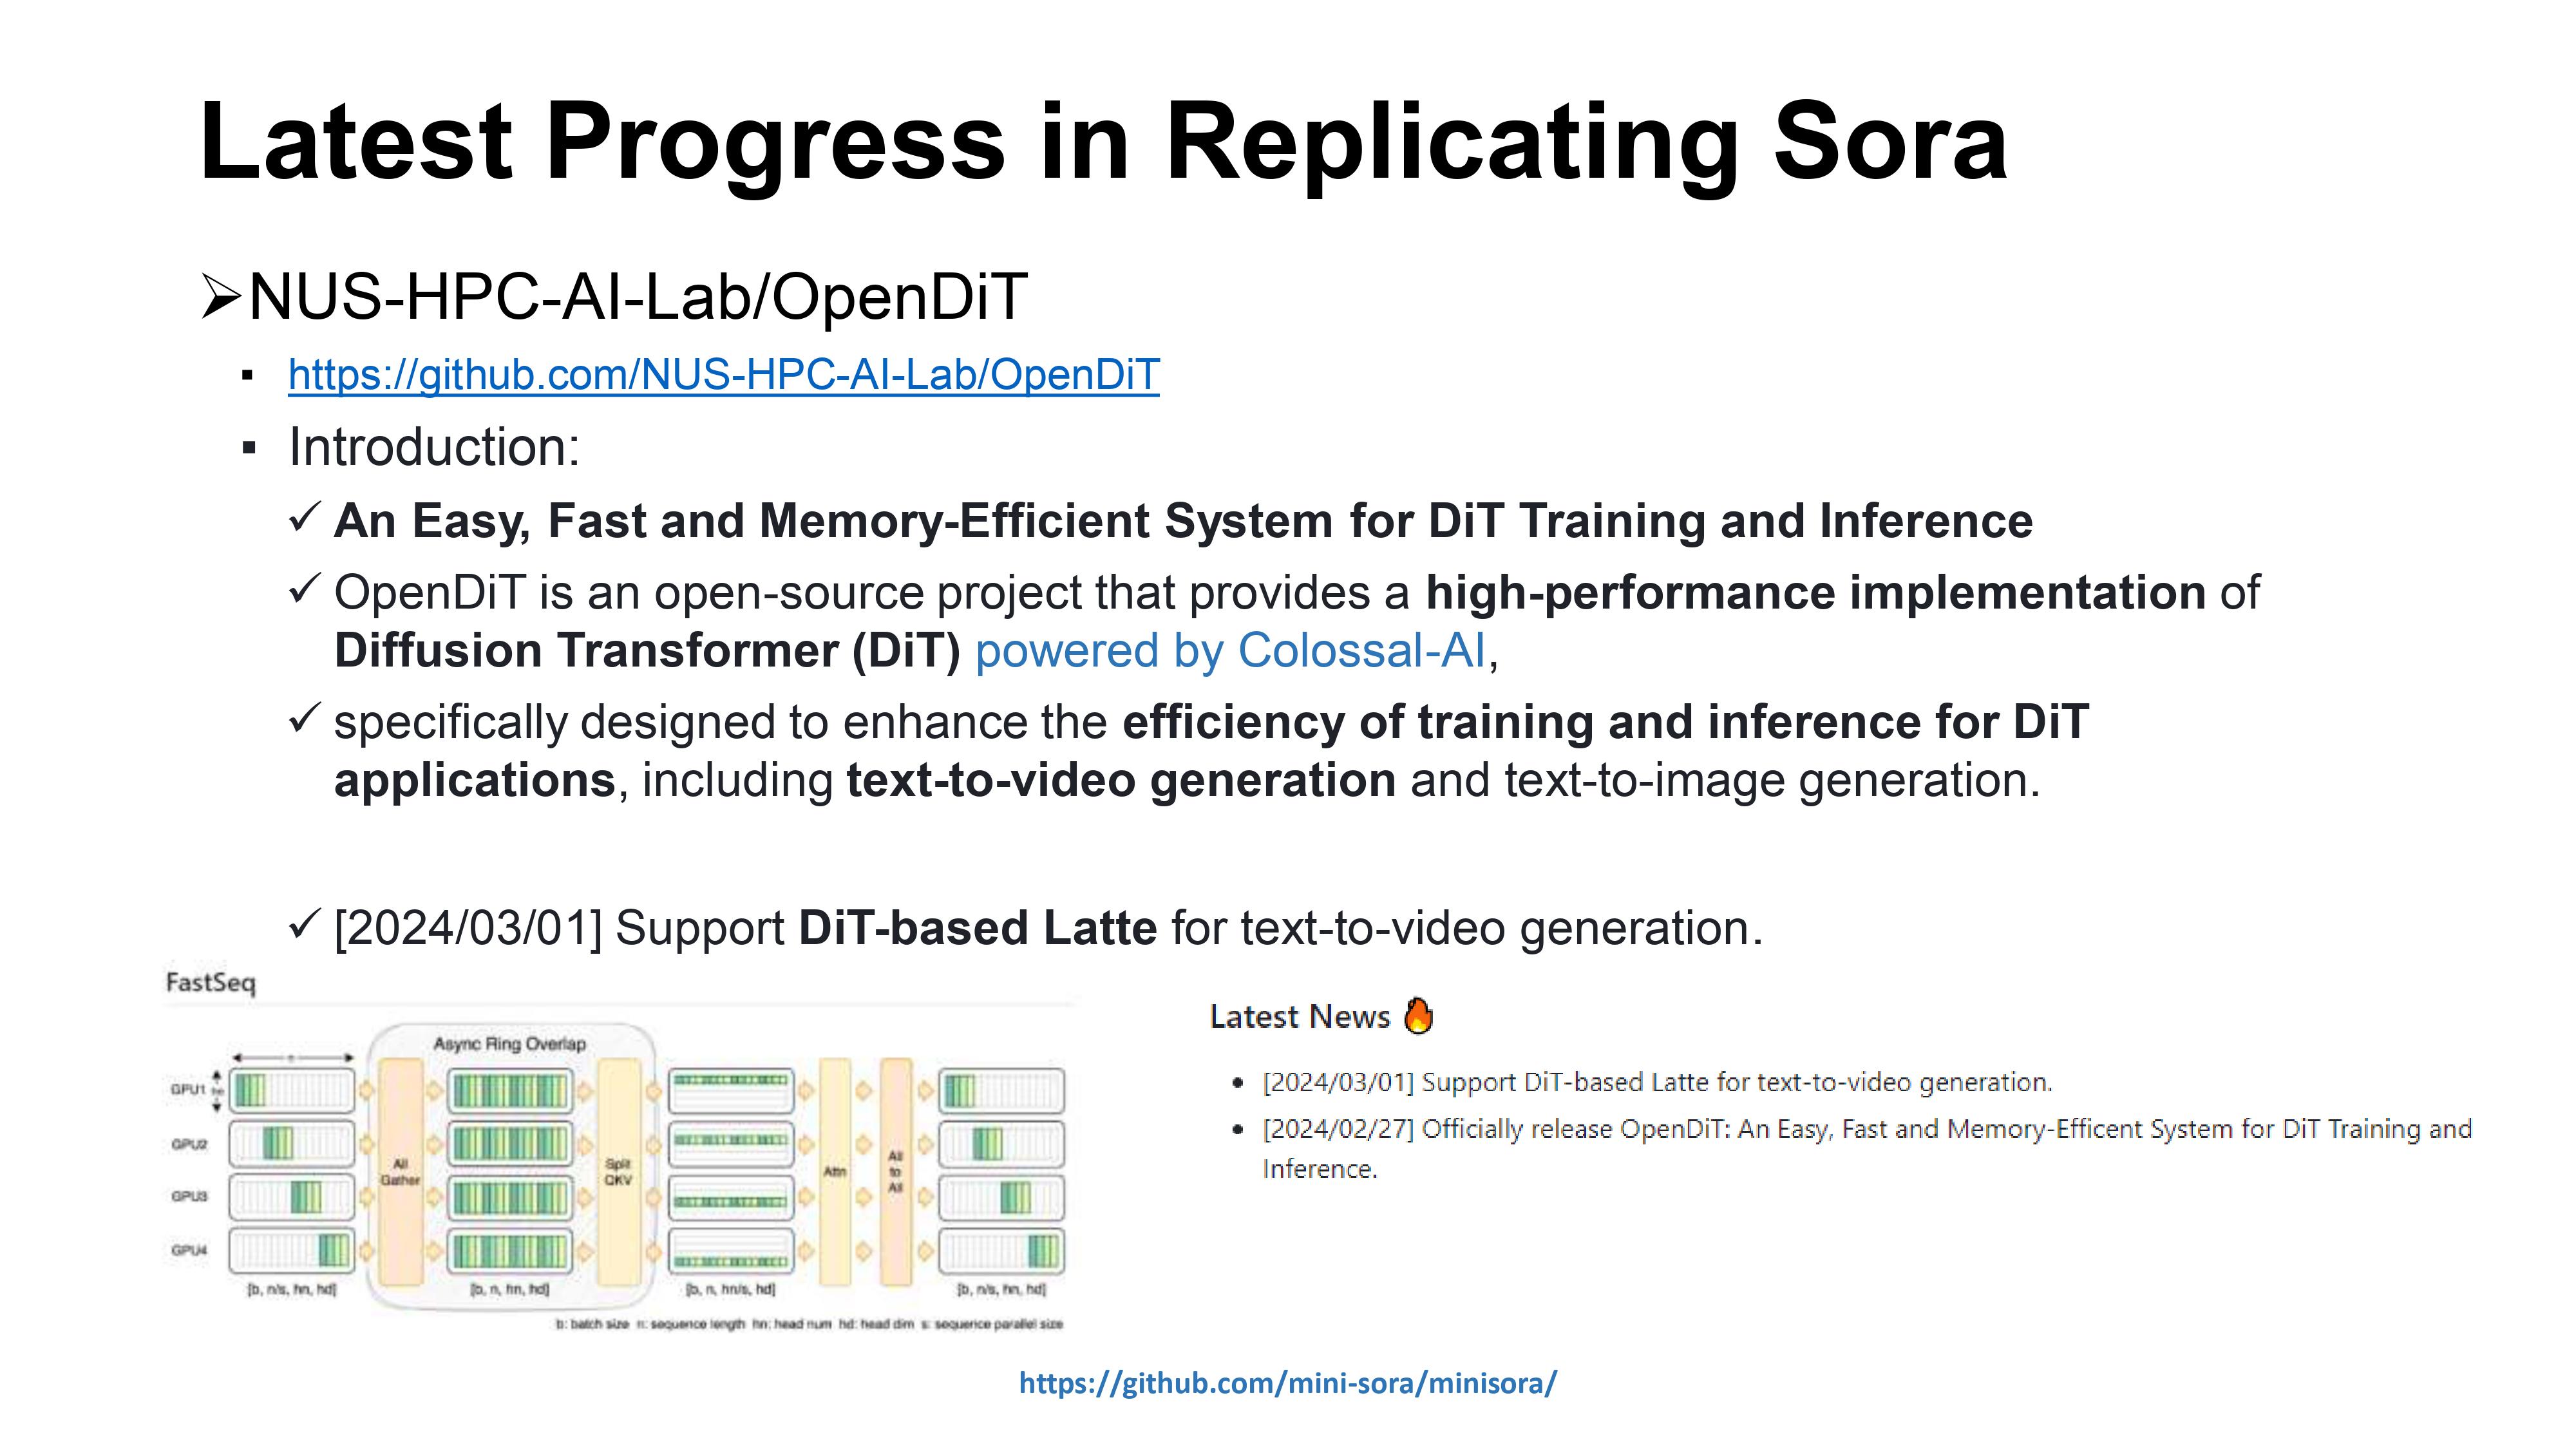 Latest Progress in Replicating Sora
➢NUS-HPC-AI-Lab/OpenDiT
▪ https://github.com/NUS-HPC-AI-Lab/OpenDiT
▪ Introduction:
✓ An Easy, Fast and Memory-Efficient System for DiT Training and Inference
✓ OpenDiT is an open-source project that provides a high-performance implementation of
Diffusion Transformer (DiT) powered by Colossal-AI,
✓ specifically designed to enhance the efficiency of training and inference for DiT
applications, including text-to-video generation and text-to-image generation.
✓ [2024/03/01] Support DiT-based Latte for text-to-video generation.
FastSeq
Async Ring Overlap
n
GPU1
hn
GPU2
GPU3
GPU4
All
Gather
Split
QKV
Attn
All
to
All
[b, n/s, hn, hd]
[b, n, hn, hd]
[b, n, hn/s, hd]
[b, n/s, hn, hd]
b: batch size n: sequence length hn: head num hd: head dim s: sequence parallel size
Latest News 🔥
• [2024/03/01] Support DiT-based Latte for text-to-video generation.
• [2024/02/27] Officially release OpenDiT: An Easy, Fast and Memory-Efficent System for DiT Training and
Inference.
https://github.com/mini-sora/minisora/